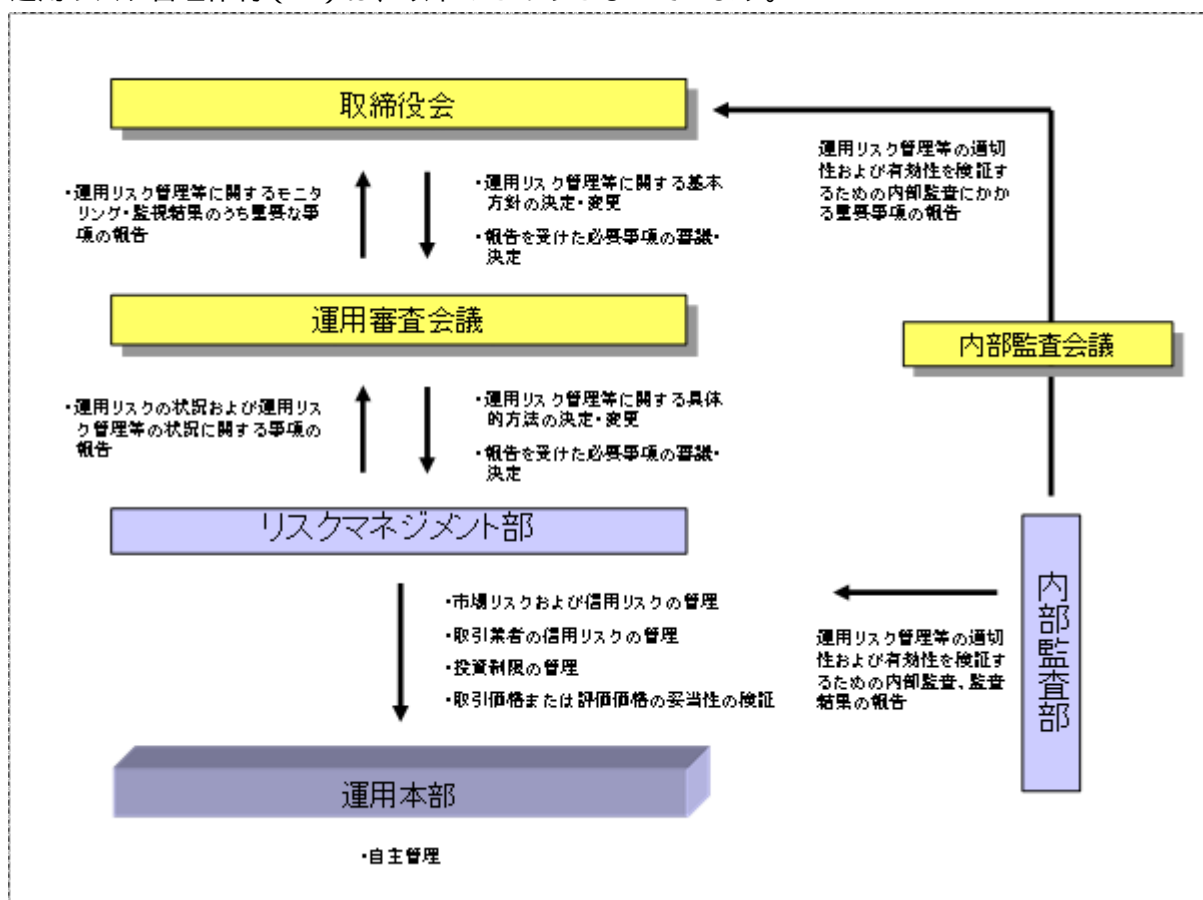 取締役会
・運用リスク管理等に関するモニ
タリング・監視結果のうち重要な事
項の報告
・運用リスク管理等に関する基本
方針の決定・変更
・報告を受けた必要事項の審議・
決定
運用リスク管理等の適切
性および有効性を検証す
るための内部監査にかか
る重要事項の報告
運用審査会議
内部監査会議
・運用リスクの状況および運用リス
ク管理等の状況に関する事項の
報告
・運用リスク管理等に関する具体
的方法の決定・変更
・報告を受けた必要事項の審議・
決定
リスクマネジメント部
・市場リスクおよび信用リスクの管理
・取引業者の信用リスクの管理
・投資制限の管理
・取引価格または評価価格の妥当性の検証
運用リスク管理等の適切
性および有効性を検証す
るための内部監査、監査
結果の報告
内部監査部
運用本部
・自主管理